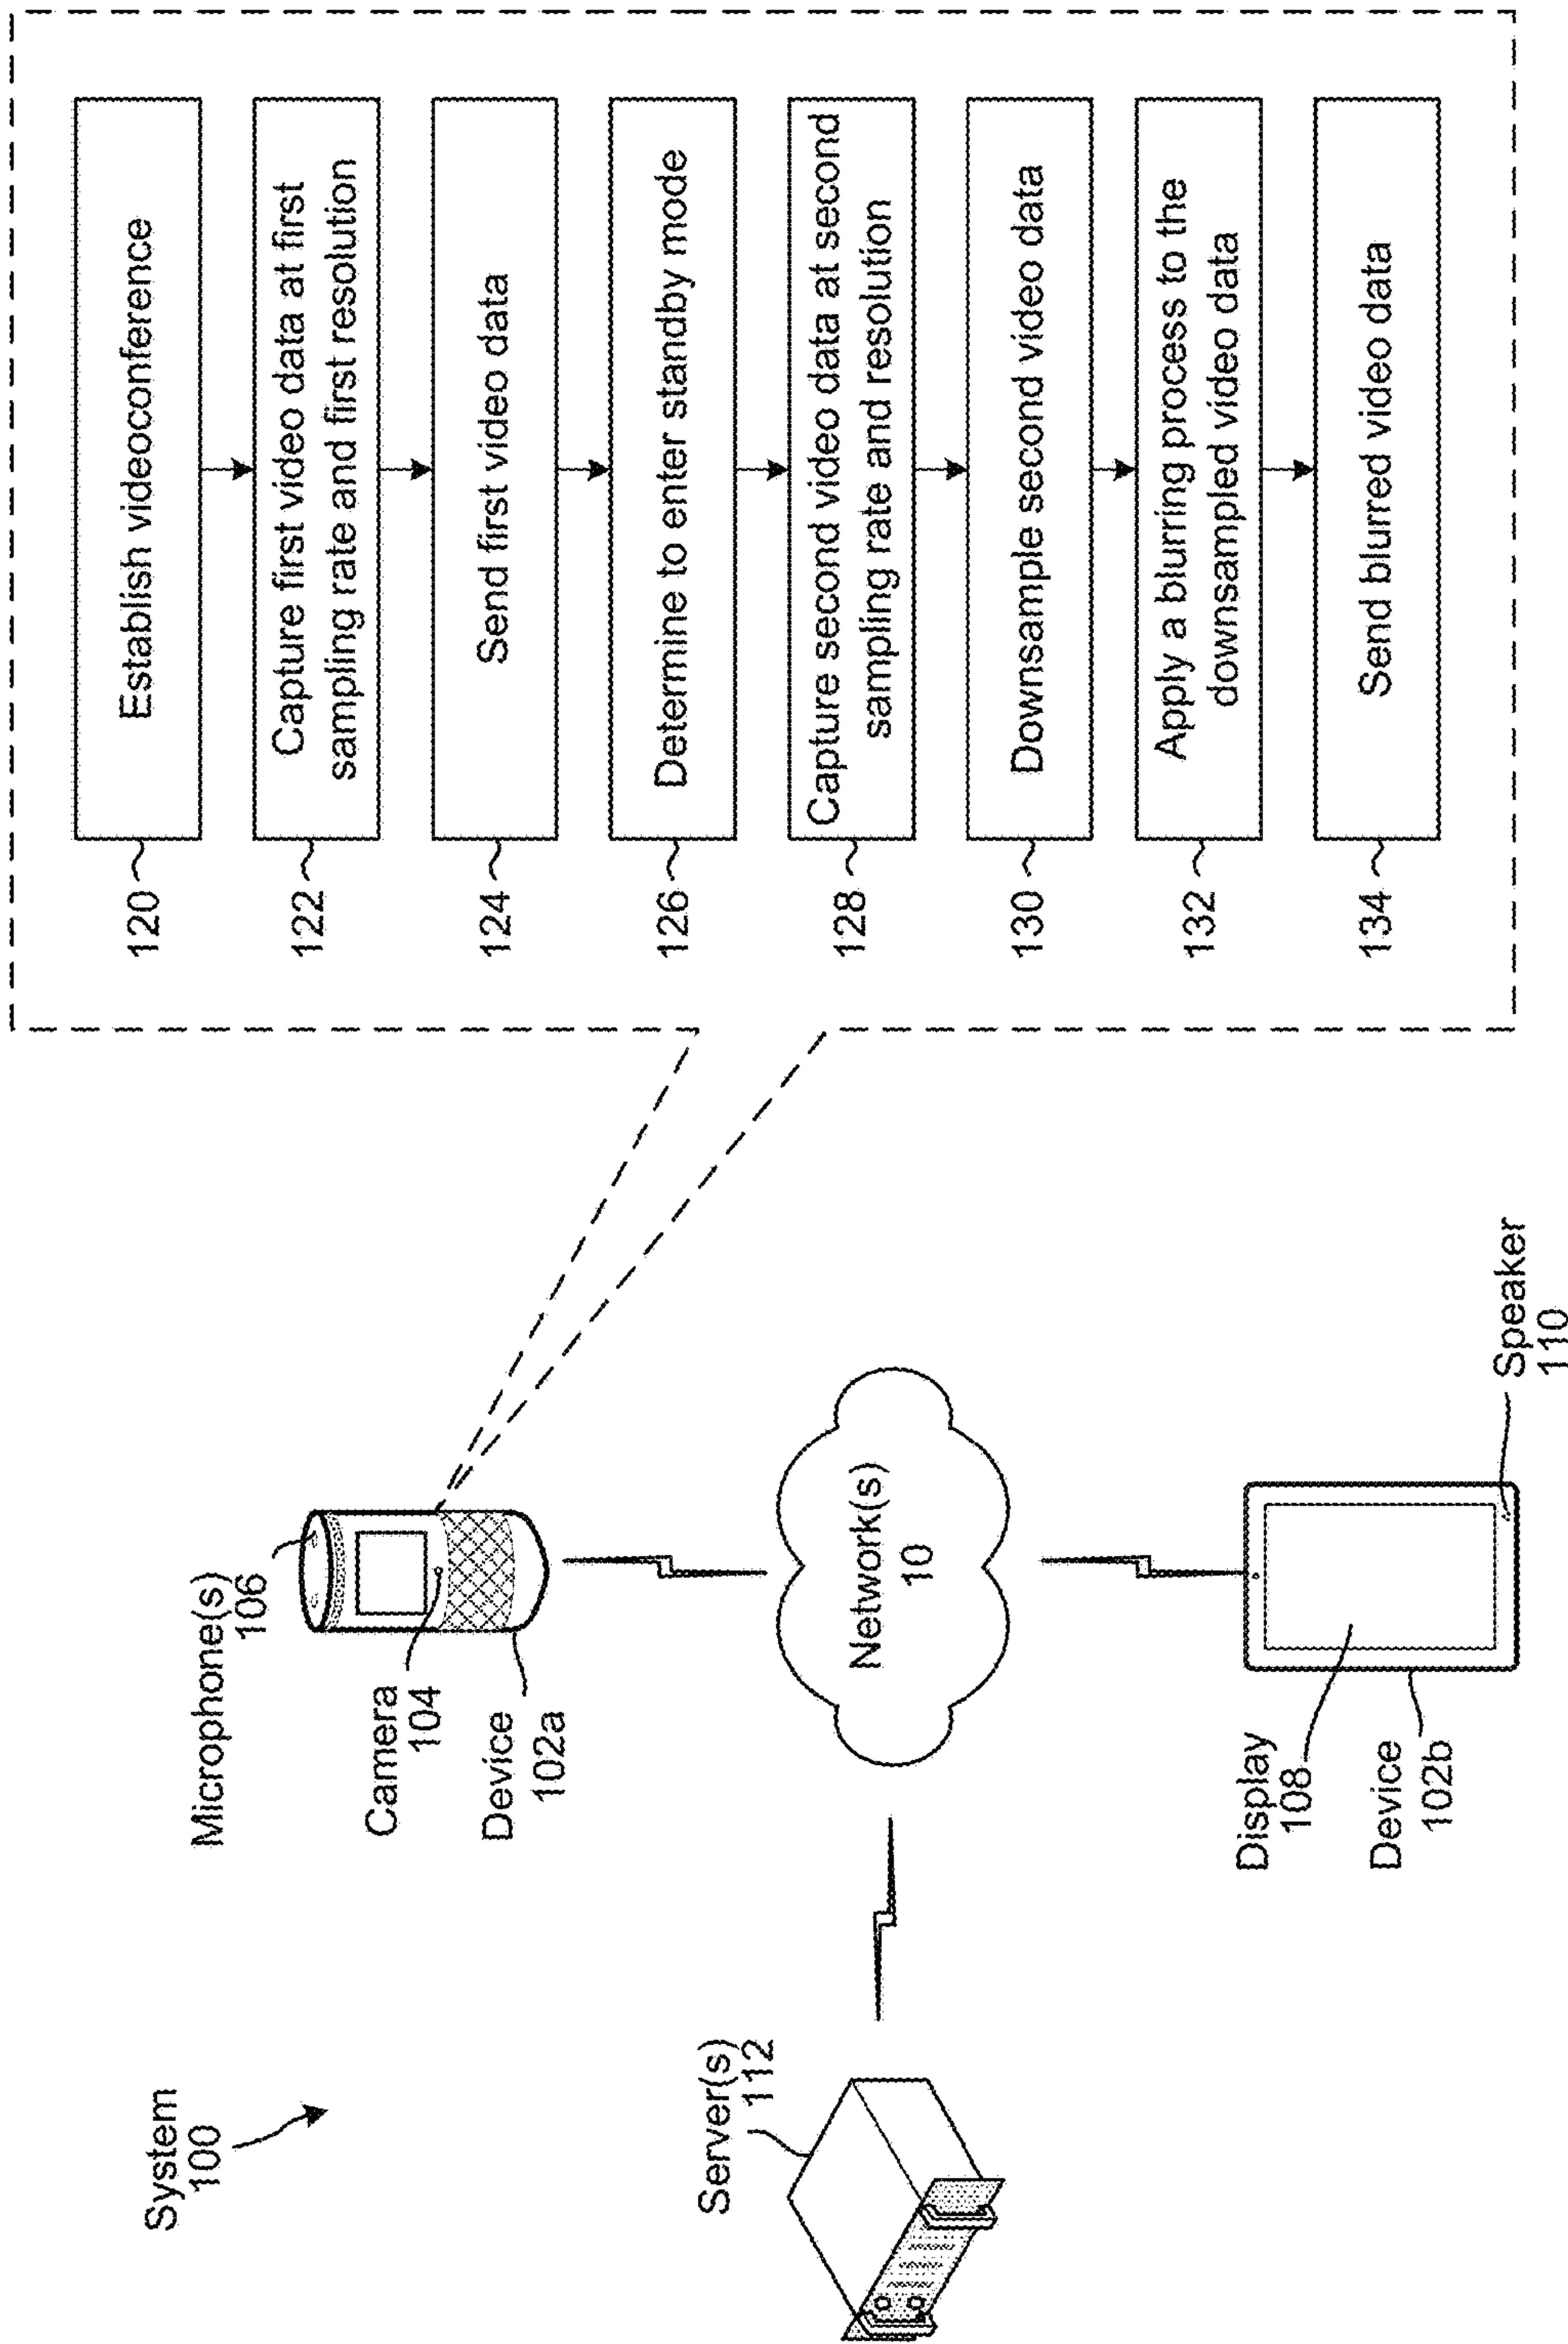 System
100
Microphone(s)
106
Camera
104
Device
102a
Server(s)
112
Network(s)
10
Display
108
Device
102b
Speaker
110
120
Establish videoconference
122
Capture first video data at first
sampling rate and first resolution
124
Send first video data
126
Determine to enter standby mode
128
Capture second video data at second
sampling rate and resolution
130
Downsample second video data
132
Apply a blurring process to the
downsampled video data
134
Send blurred video data